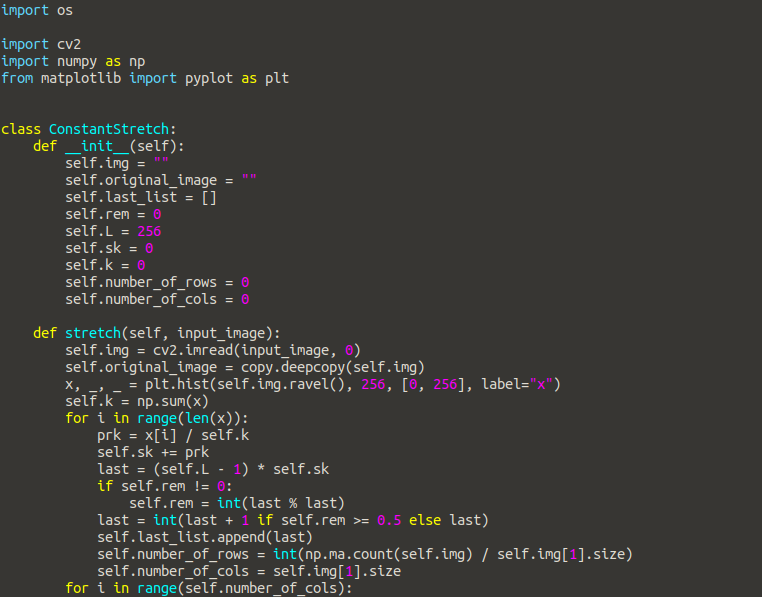 import os

import cv2
import numpy as np
from matplotlib import pyplot as plt


class ConstantStretch:
    def __init__(self):
        self.img = ""
        self.original_image = ""
        self.last_list = []
        self.rem = 0
        self.L = 256
        self.sk = 0
        self.k = 0
        self.number_of_rows = 0
        self.number_of_cols = 0

    def stretch(self, input_image):
        self.img = cv2.imread(input_image, 0)
        self.original_image = copy.deepcopy(self.img)
        x, _, _ = plt.hist(self.img.ravel(), 256, [0, 256], label="x")
        self.k = np.sum(x)
        for i in range(len(x)):
            prk = x[i] / self.k
            self.sk += prk
            last = (self.L - 1) * self.sk
            if self.rem != 0:
                self.rem = int(last % last)
            last = int(last + 1 if self.rem >= 0.5 else last)
            self.last_list.append(last)
            self.number_of_rows = int(np.ma.count(self.img) / self.img[1].size)
            self.number_of_cols = self.img[1].size
        for i in range(self.number_of_cols):